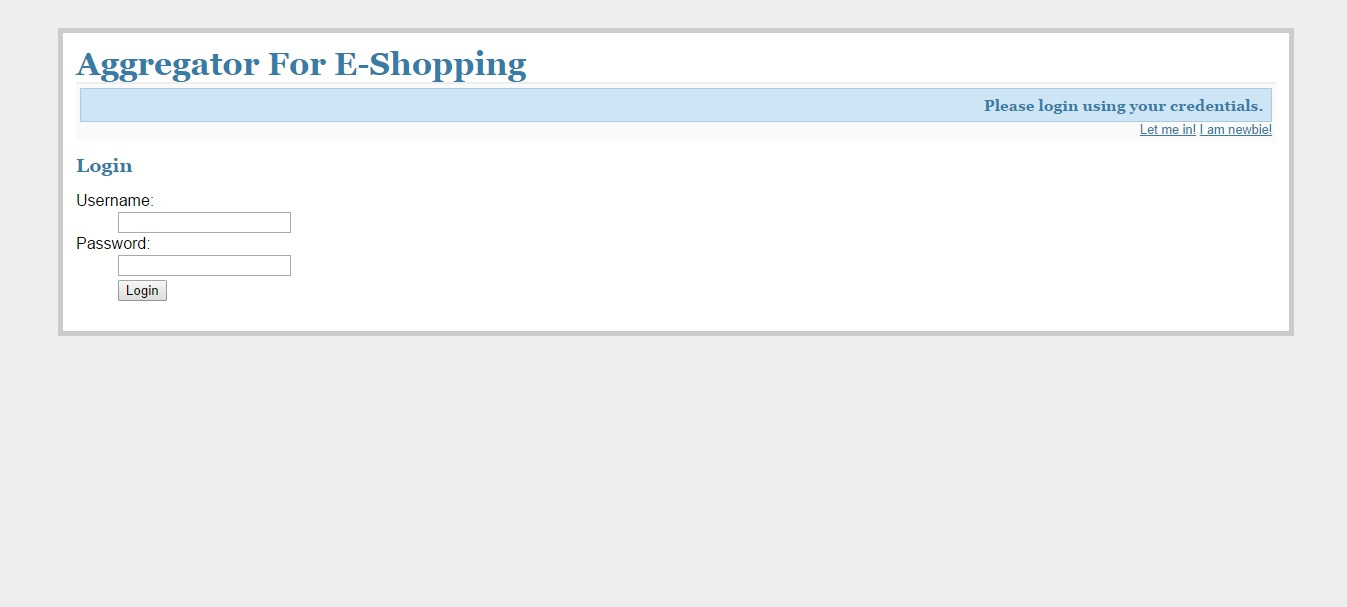 Aggregator For E-Shopping
Please login using your credentials.
Let me in! I am newbie!
Login
Username:
Password:
Login